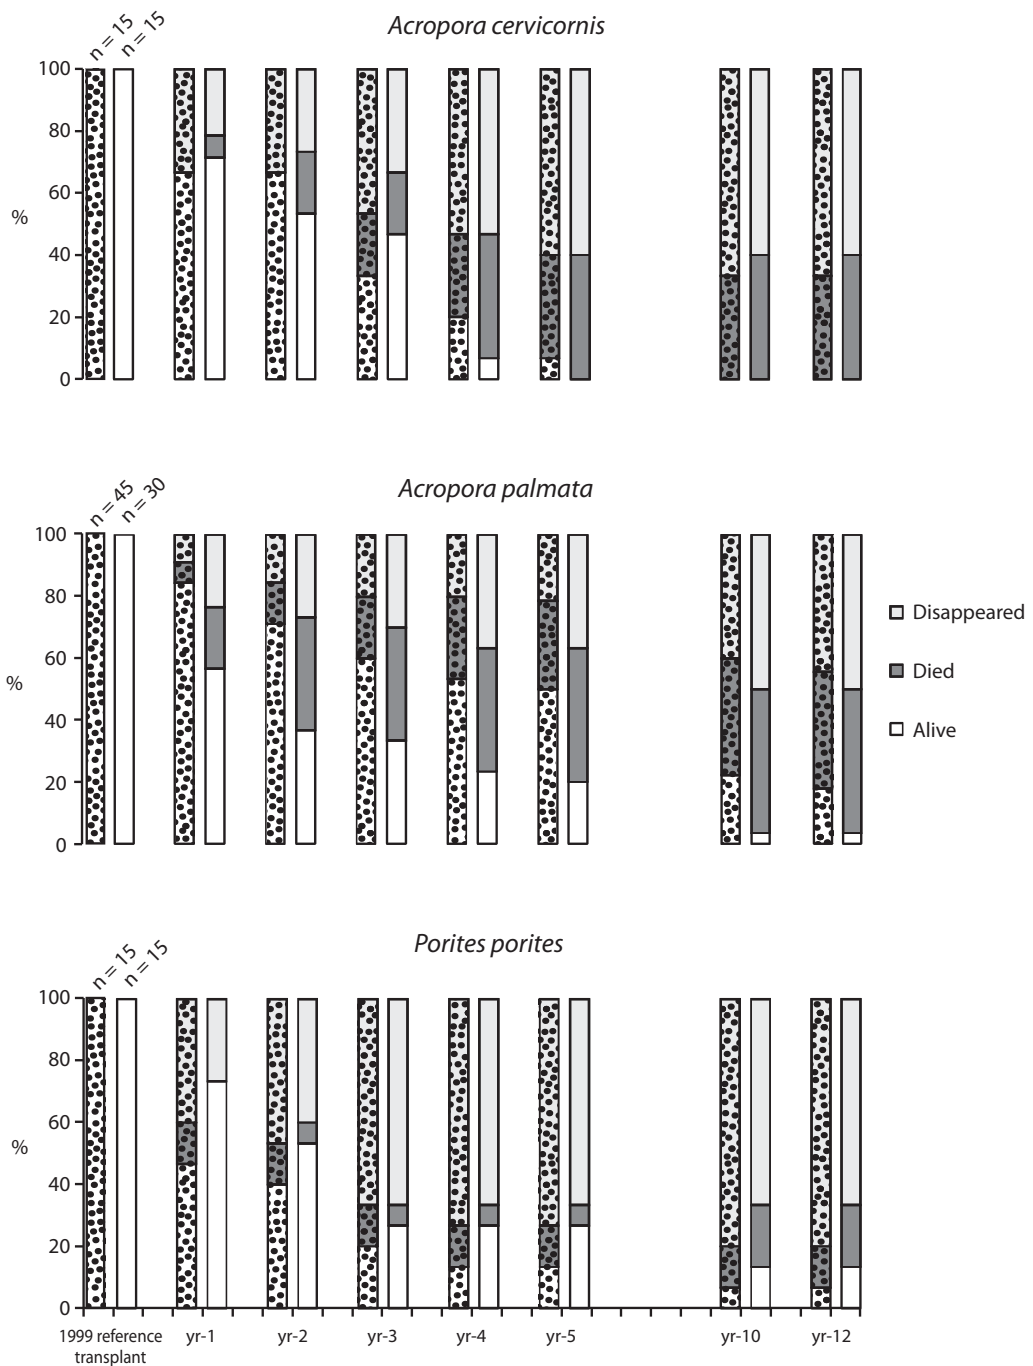 Acropora cervicornis
n = 15
n = 15
100
80
60
%
40
20
0
Acropora palmata
n = 45
n = 30
100
80
60
%
40
20
0
Disappeared
Died
Alive
Porites porites
n = 15
n = 15
100
80
60
%
40
20
0
1999 reference
transplant
yr-1
yr-2
yr-3
yr-4
yr-5
yr-10
yr-12